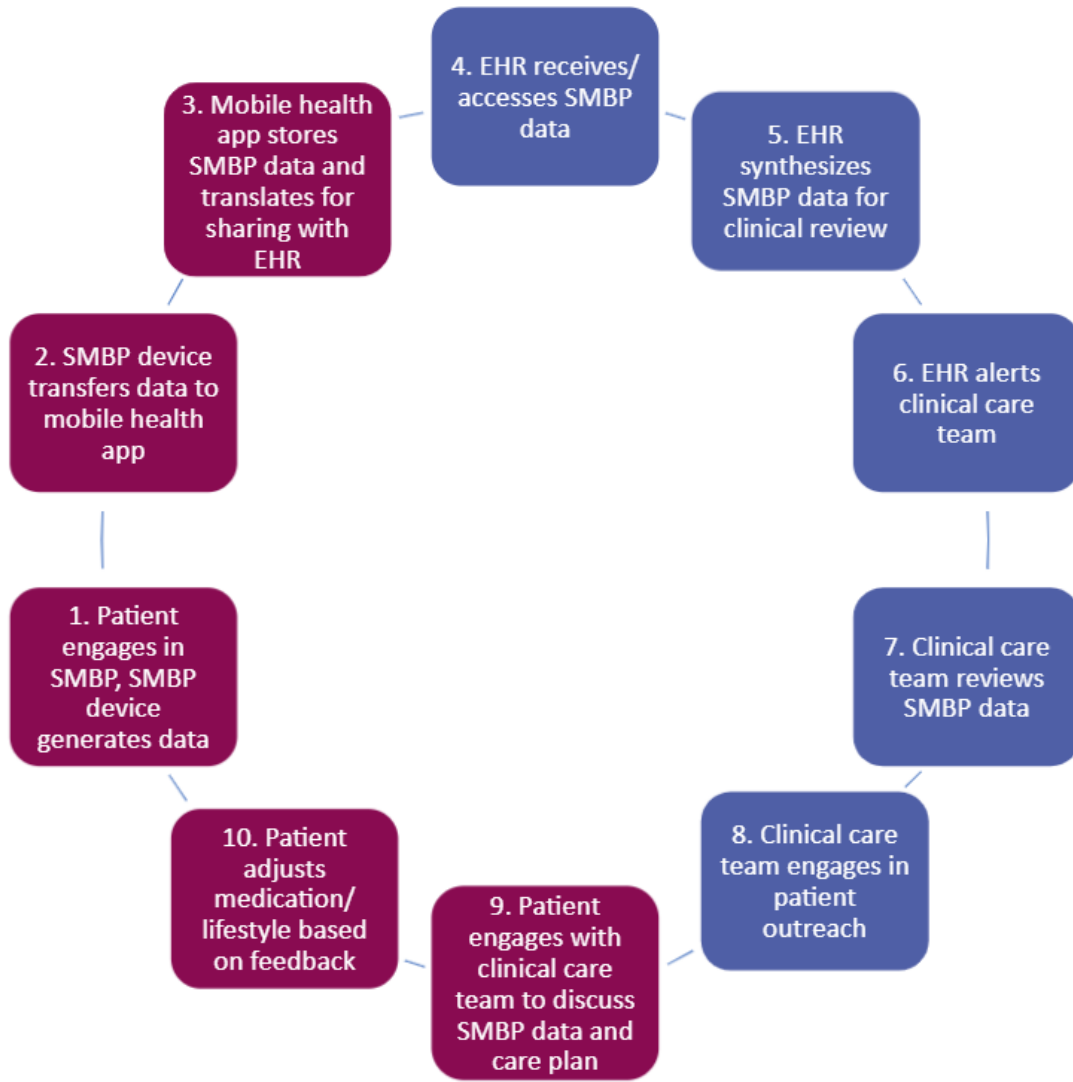 1. Patient
engages in
SMBP, SMBP
device
generates data
2. SMBP device
transfers data to
mobile health
app
3. Mobile health
app stores
SMBP data and
translates for
sharing with
EHR
4. EHR receives/
accesses SMBP
data
5. EHR
synthesizes
SMBP data for
clinical review
6. EHR alerts
clinical care
team
7. Clinical care
team reviews
SMBP data
8. Clinical care
team engages in
patient
outreach
9. Patient
engages with
clinical care
team to discuss
SMBP data and
care plan
10. Patient
adjusts
medication/
lifestyle based
on feedback